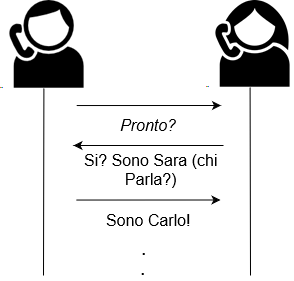 Pronto?
Si? Sono Sara (chi
Parla?)
Sono Carlo!
.
.